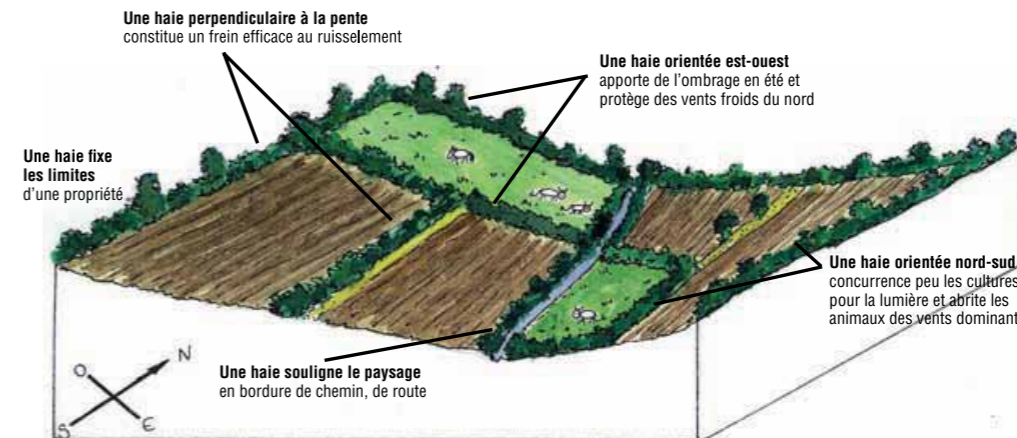 Une haie perpendiculaire à la pente
constitue un frein efficace au ruisselement
Une haie orientée est-ouest
apporte de l'ombrage en été et
protège des vents froids du nord
Une haie fixe
les limites
d'une propriété
Une haie orientée nord-sud
concurrence peu les cultures
pour la lumière et abrite les
animaux des vents dominant
Une haie souligne le paysage
en bordure de chemin, de route
N
O
S
E